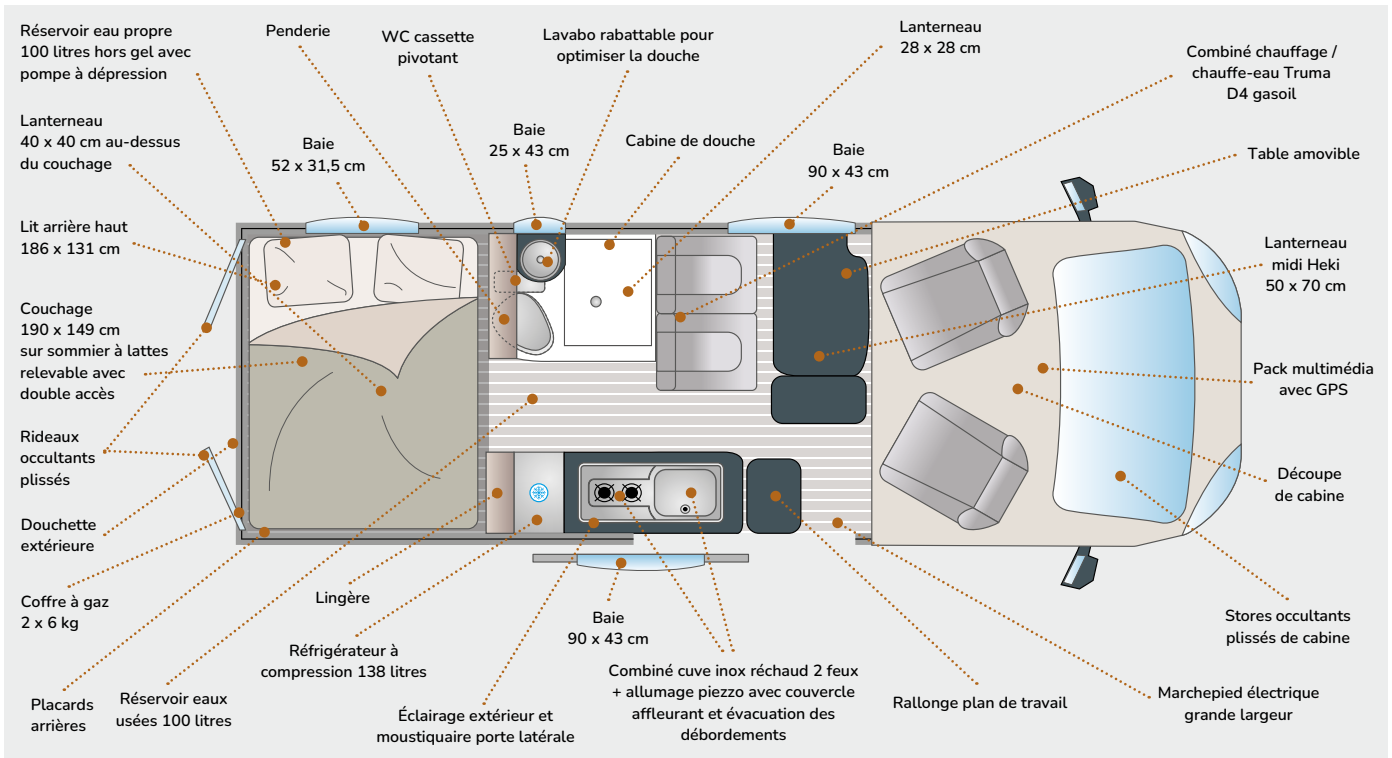 Réservoir eau propre
100 litres hors gel avec
pompe à dépression
Penderie
WC cassette
pivotant
Lavabo rabattable pour
optimiser la douche
Lanterneau
28 x 28 cm
Combiné chauffage /
chauffe-eau Truma
D4 gasoil
Lanterneau
40 x 40 cm au-dessus
du couchage
Baie
52 x 31,5 cm
Baie
25 x 43 cm
Cabine de douche
Baie
90 x 43 cm
Table amovible
Lit arrière haut
186 x 131 cm
Lanterneau
midi Heki
50 x 70 cm
Couchage
190 x 149 cm
sur sommier à lattes
relevable avec
double accès
Pack multimédia
avec GPS
Rideaux
occultants
plissés
Découpe
de cabine
Douchette
extérieure
Coffre à gaz
2 x 6 kg
Lingère
Baie
90 x 43 cm
Stores occultants
plissés de cabine
Réfrigérateur à
compression 138 litres
Combiné cuve inox réchaud 2 feux
+ allumage piezzo avec couvercle
affleurant et évacuation des
débordements
Placards
arrières
Réservoir eaux
usées 100 litres
Éclairage extérieur et
moustiquaire porte latérale
Rallonge plan de travail
Marchepied électrique
grande largeur